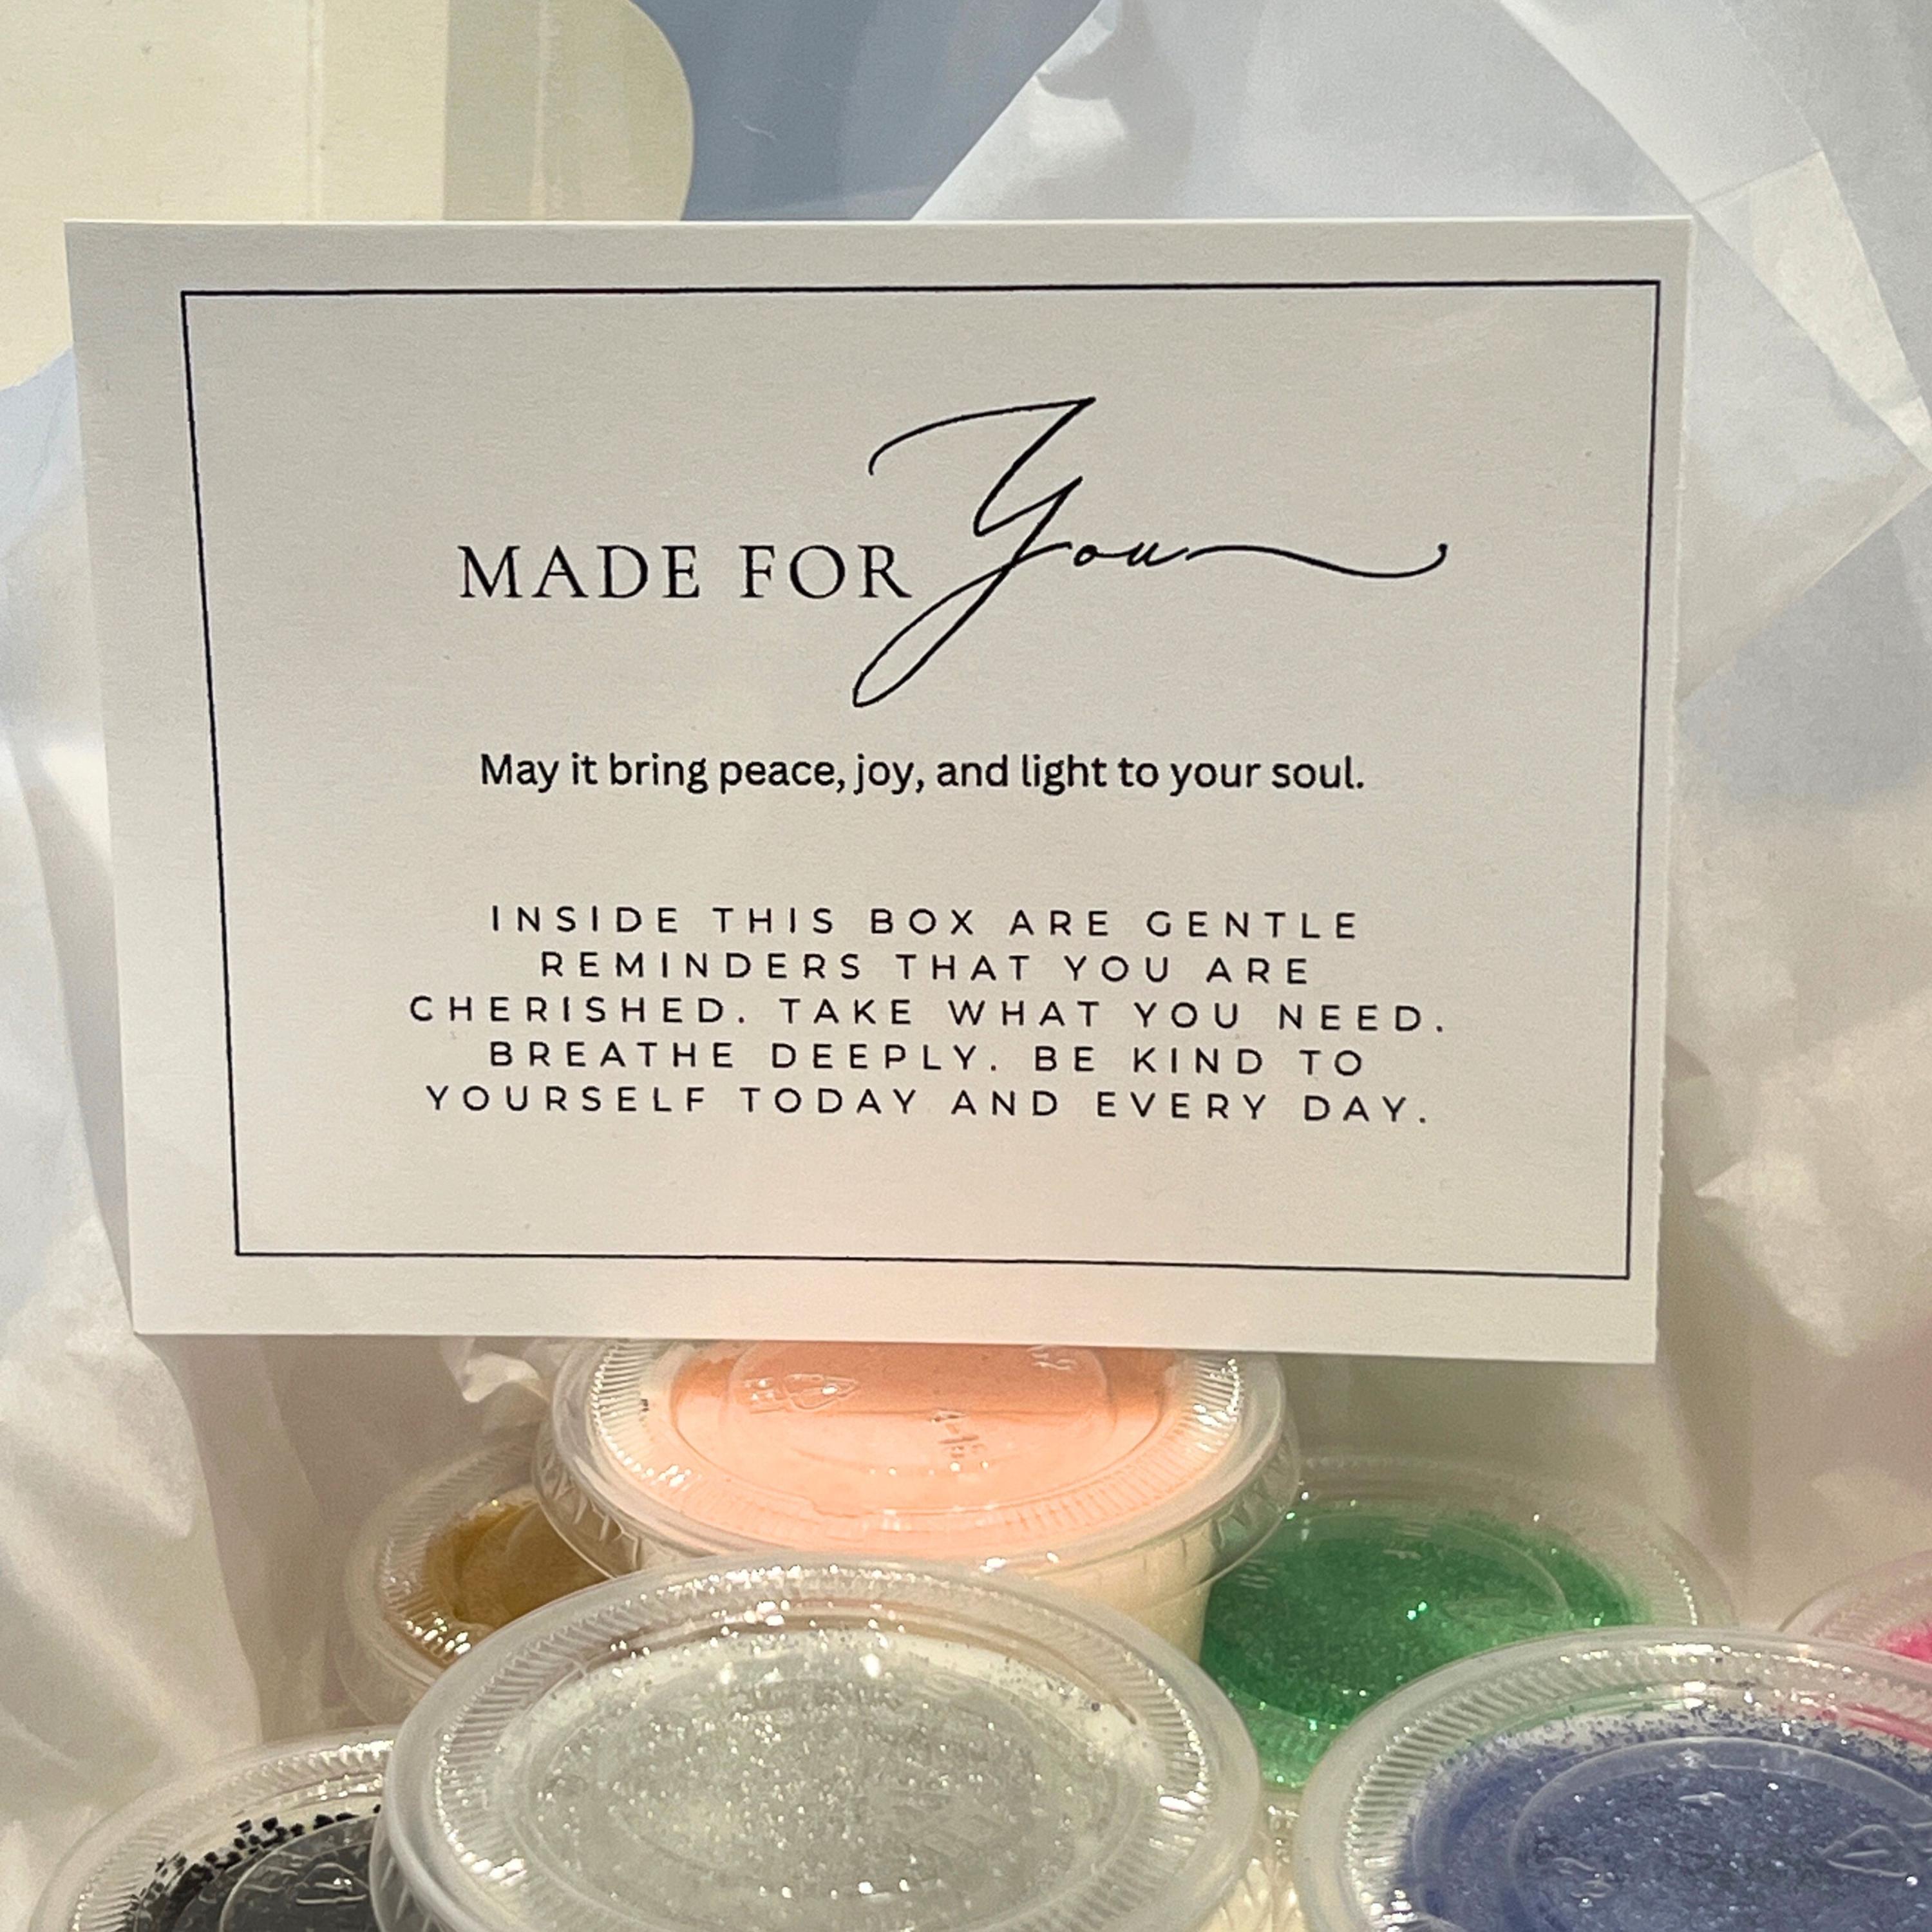 MADE FOR You
May it bring peace, joy, and light to your soul.
INSIDE THIS BOX ARE GENTLE
REMINDERS THAT YOU ARE
CHERISHED. TAKE WHAT YOU NEED.
BREATHE DEEPLY. BE KIND TO
YOURSELF TODAY AND EVERY DAY.